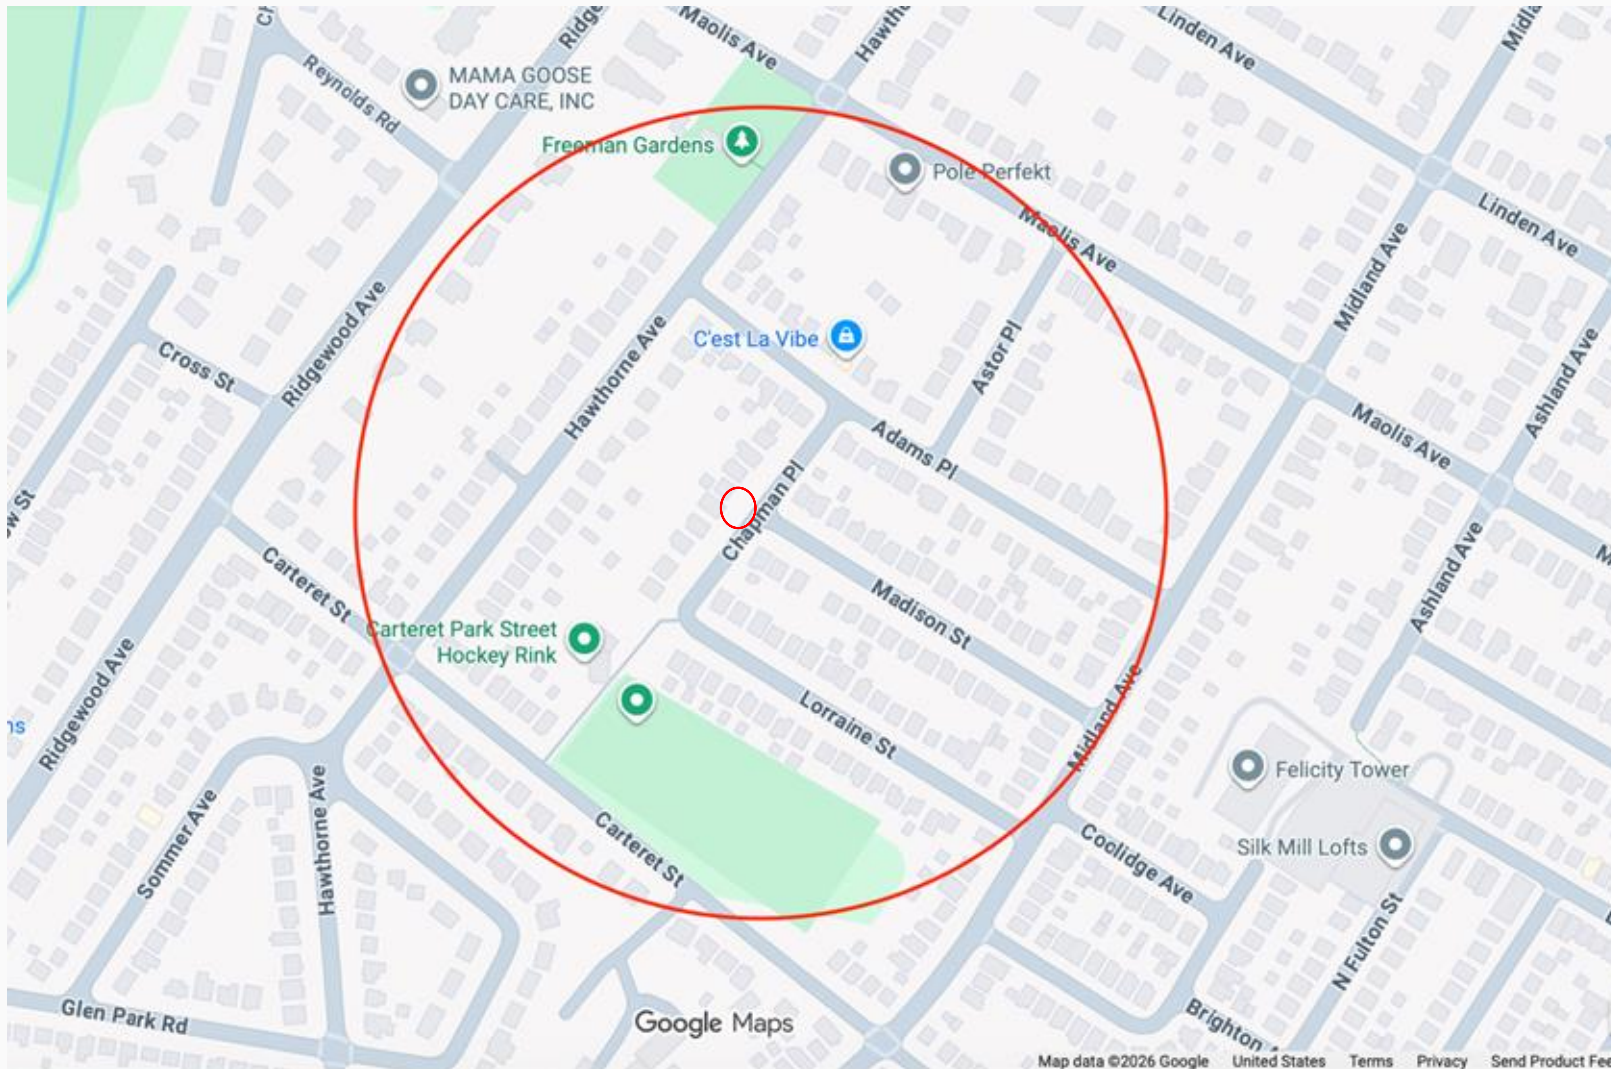 Maolis Ave
Linden Ave
Reynolds Rd
MAMA GOOSE
DAY CARE, INC
Freeman Gardens
Pole Perfekt
Maolis Ave
Linden Ave
Midland Ave
Ridgewood Ave
Cross St
Hawthorne Ave
C'est La Vibe
Astor Pl
Ashland Ave
Maolis Ave
Adams Pl
Chapman Pl
Carteret St
Madison St
Ashland Ave
Carteret Park Street
Hockey Rink
Ridgewood Ave
Lorraine St
Midland Ave
Felicity Tower
Sommer Ave
Hawthorne Ave
Carteret St
Coolidge Ave
Silk Mill Lofts
N Fulton St
Glen Park Rd
Brighton
Google Maps
Map data ©2026 Google United States Terms Privacy Send Product Fee